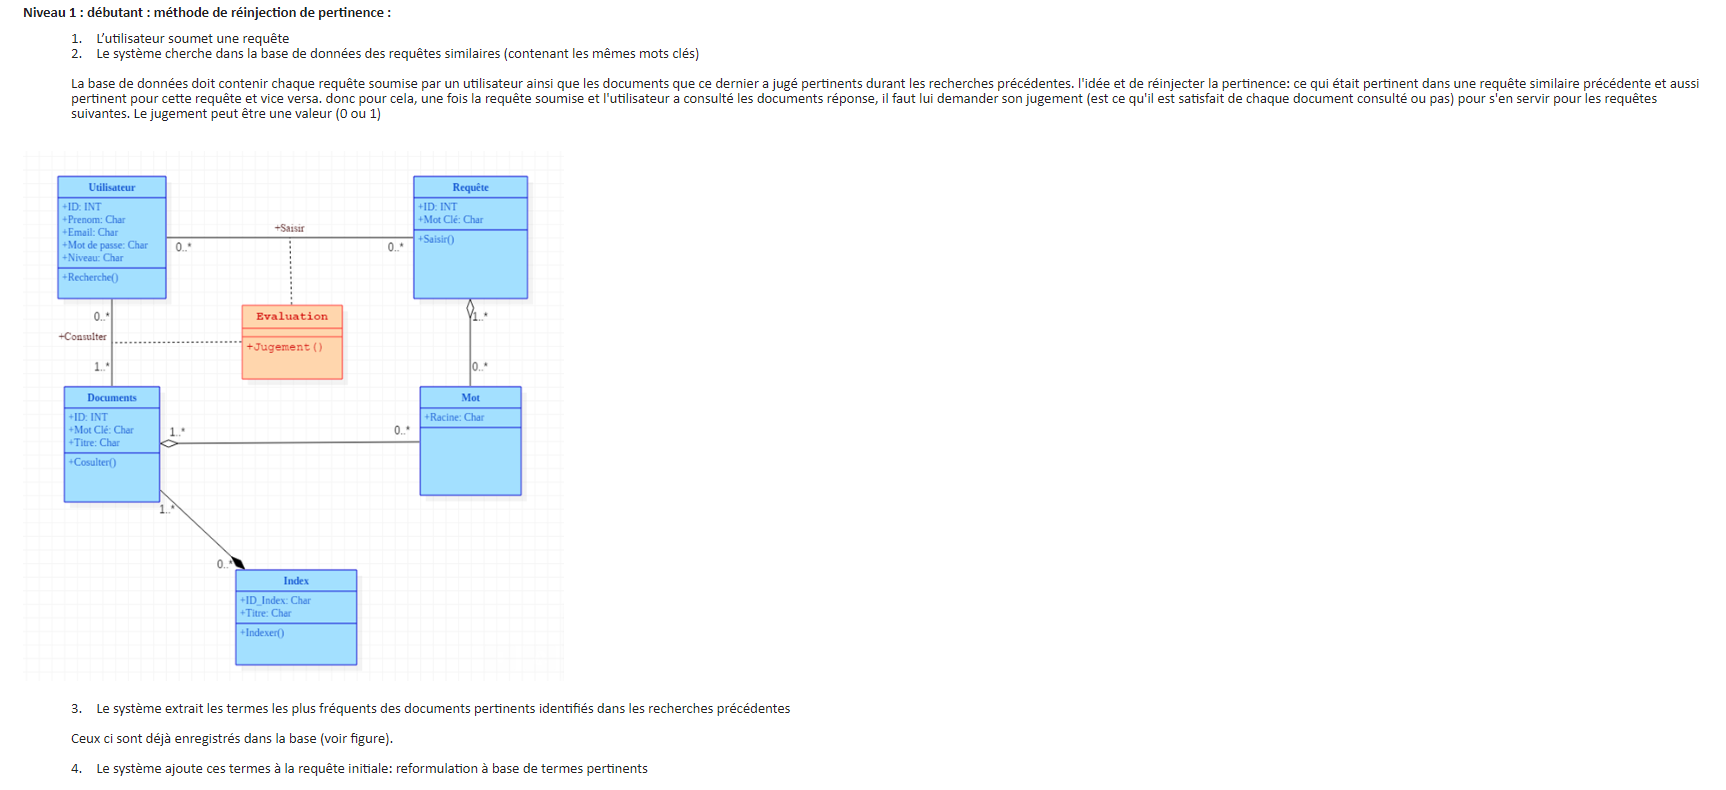 Niveau 1 : débutant : méthode de réinjection de pertinence :
1. L'utilisateur soumet une requête
2. Le système cherche dans la base de données des requêtes similaires (contenant les mêmes mots clés)
La base de données doit contenir chaque requête soumise par un utilisateur ainsi que les documents que ce dernier a jugé pertinents durant les recherches précédentes. l'idée et de réinjecter la pertinence: ce qui était pertinent dans une requête similaire précédente et aussi
pertinent pour cette requête et vice versa. donc pour cela, une fois la requête soumise et l'utilisateur a consulté les documents réponse, il faut lui demander son jugement (est ce qu'il est satisfait de chaque document consulté ou pas) pour s'en servir pour les requêtes
suivantes. Le jugement peut être une valeur (0 ou 1)
Utilisateur
+ID: INT
+Prenom: Char
+Email: Char
+Mot de passe: Char
+Niveau: Char
+Recherche()
+Saisir
0..*
0..*
Requête
+ID: INT
+Mot Clé: Char
+Saisir()
0..*
+Consulter
1..*
Evaluation
+Jugement()
1..*
0..*
Documents
+ID: INT
+Mot Clé: Char
+Titre: Char
+Cosulter()
1..*
0..*
Mot
+Racine: Char
1..*
0..*
Index
+ID_Index: Char
+Titre: Char
+Indexer()
3. Le système extrait les termes les plus fréquents des documents pertinents identifiés dans les recherches précédentes
Ceux ci sont déjà enregistrés dans la base (voir figure).
4. Le système ajoute ces termes à la requête initiale: reformulation à base de termes pertinents